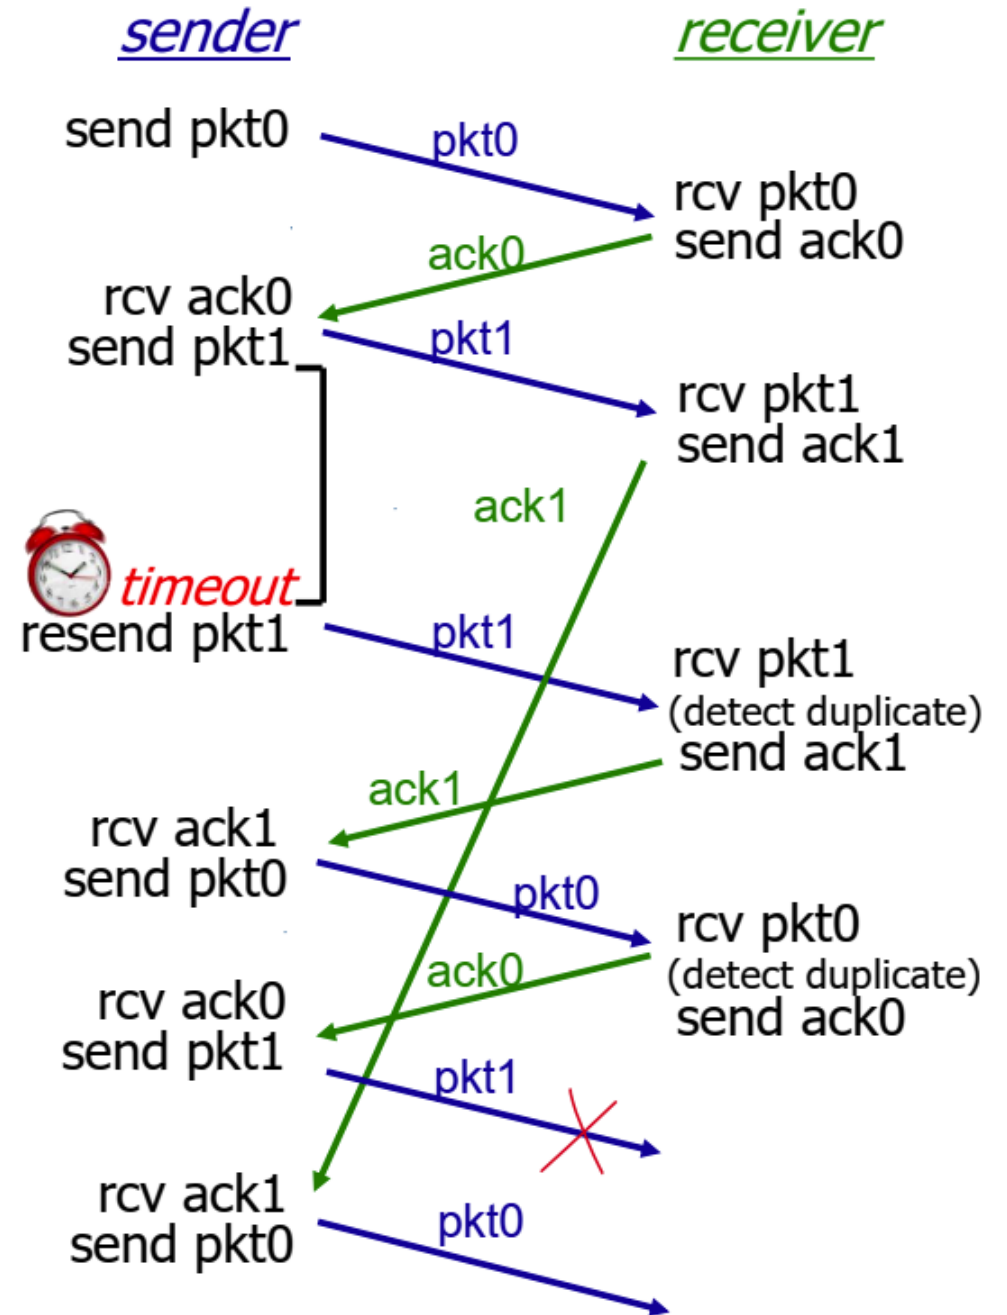 sender
receiver
send pkt0
pkt0
rcv pkt0
send ack0
ack0
rcv ack0
send pkt1
pkt1
rcv pkt1
send ack1
ack1
timeout
resend pkt1
pkt1
rcv pkt1
(detect duplicate)
send ack1
ack1
rcv ack1
send pkt0
pkt0
rcv pkt0
(detect duplicate)
send ack0
ack0
rcv ack0
send pkt1
pkt1
rcv ack1
send pkt0
pkt0